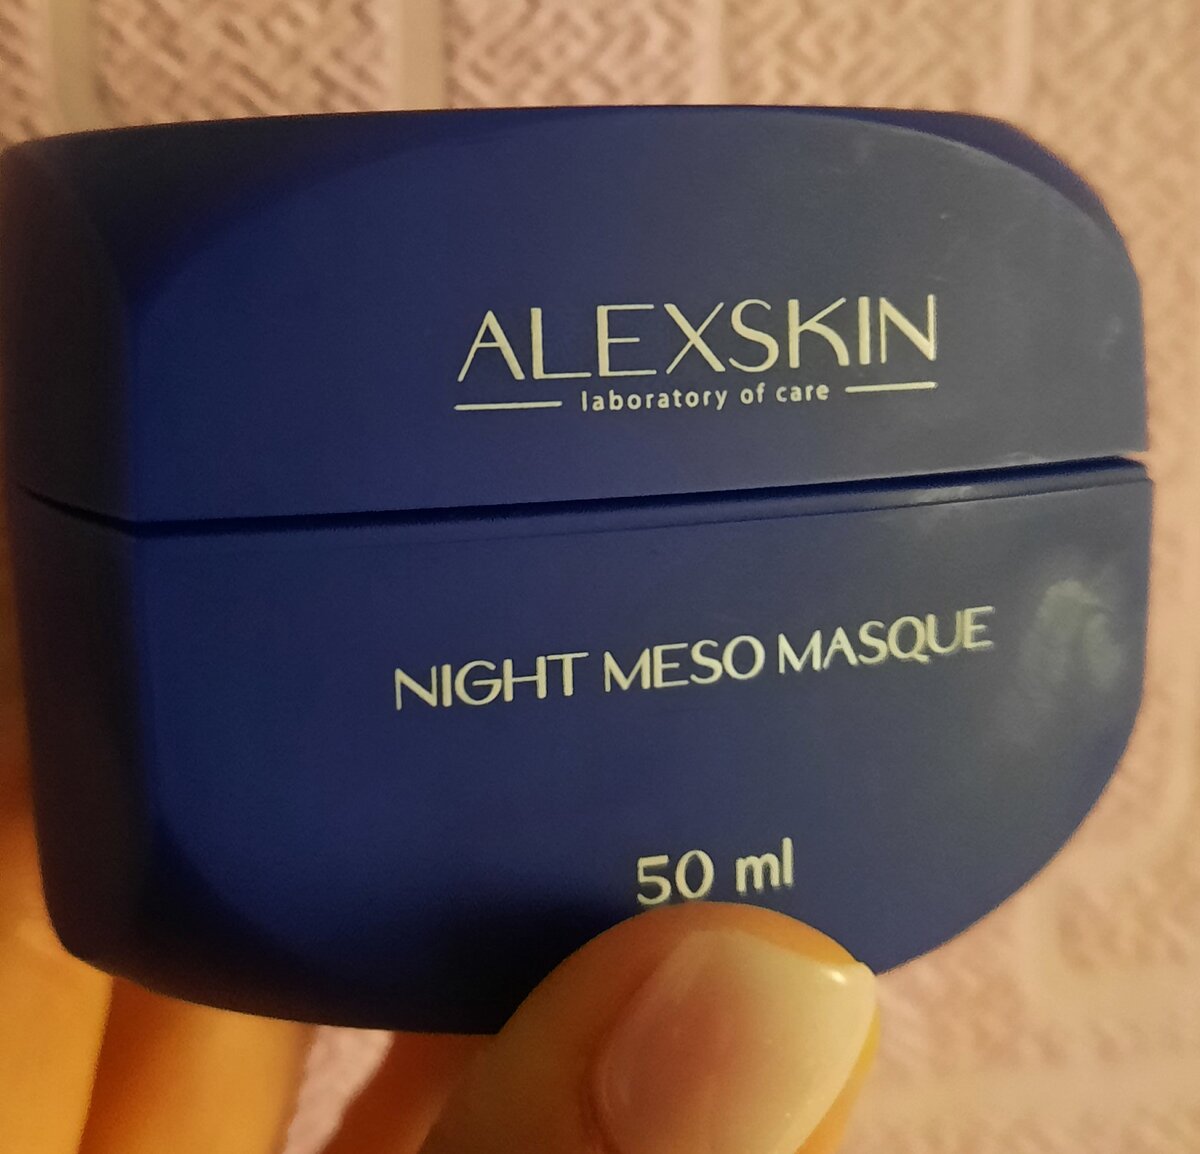 ALEXSKIN
laboratory of care
NIGHT MESO MASQUE
50 ml